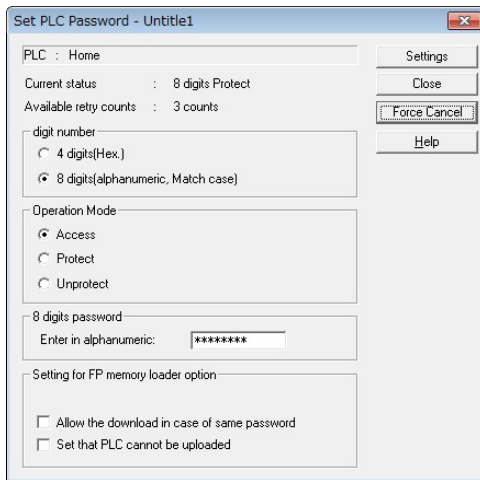 Set PLC Password - Untitle1
PLC : Home
Settings
Current status : 8 digits Protect
Close
Available retry counts : 3 counts
Force Cancel
digit number
Help
4 digits(Hex.)
8 digits(alphanumeric, Match case)
Operation Mode
Access
Protect
Unprotect
8 digits password
Enter in alphanumeric: ********
Setting for FP memory loader option
Allow the download in case of same password
Set that PLC cannot be uploaded